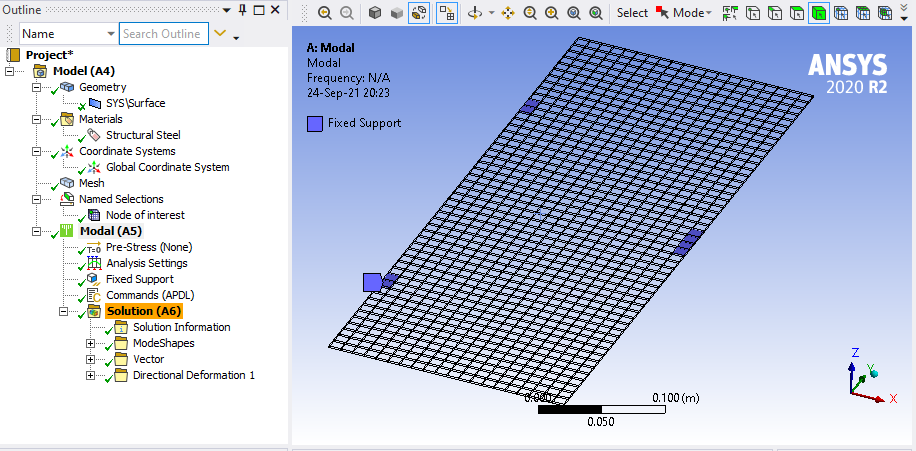 Outline
Name
Search Outline
Project*
Model (A4)
Geometry
SYS\Surface
Materials
Structural Steel
Coordinate Systems
Global Coordinate System
Mesh
Named Selections
Node of interest
Modal (A5)
T=0
Pre-Stress (None)
Analysis Settings
Fixed Support
Commands (APDL)
Solution (A6)
Solution Information
ModeShapes
Vector
Directional Deformation 1
Select
Mode
A: Modal
Modal
Frequency: N/A
24-Sep-21 20:23
Fixed Support
ANSYS
2020 R2
0.000
0.100 (m)
0.050
Z
Y
X